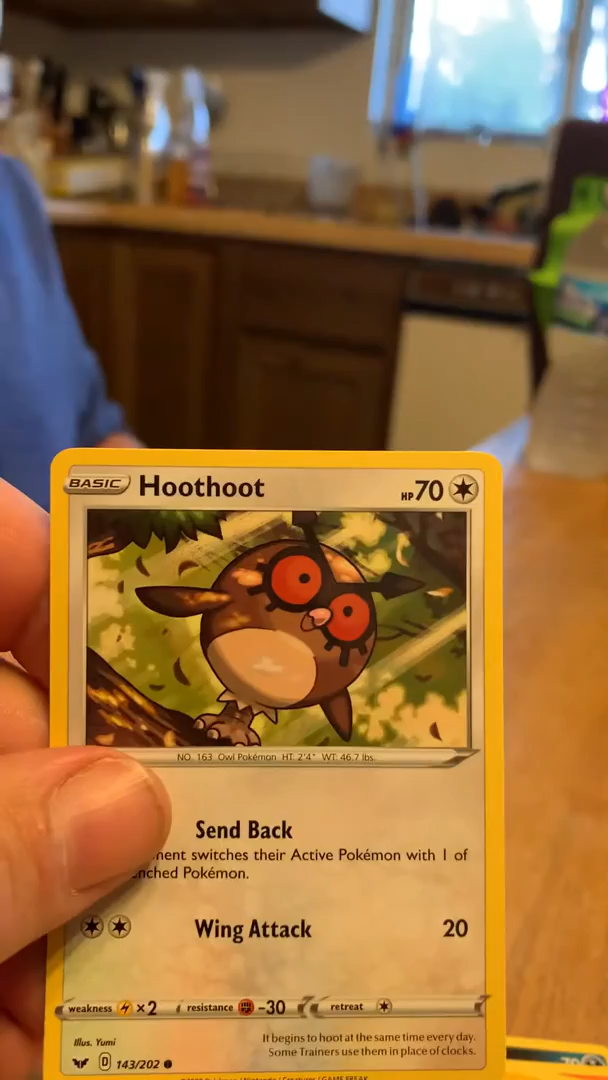 BASIC Hoothoot HP 70
NO. 163 Owl Pokémon HT: 2'4" WT: 46.7 lbs.
Send Back
switches their Active Pokémon with 1 of
Pokémon.
Wing Attack 20
weakness ×2 resistance -30 retreat
Illus. Yumi
It begins to hoot at the same time every day.
Some Trainers use them in place of clocks.
D 143/202